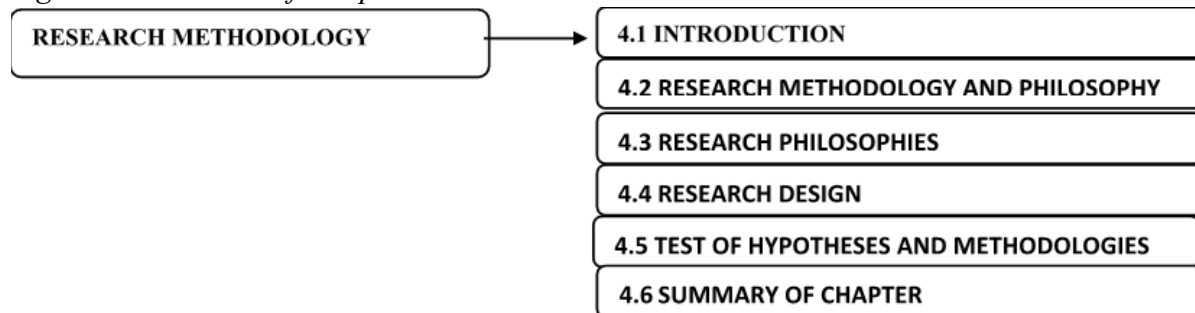 RESEARCH METHODOLOGY
4.1 INTRODUCTION
4.2 RESEARCH METHODOLOGY AND PHILOSOPHY
4.3 RESEARCH PHILOSOPHIES
4.4 RESEARCH DESIGN
4.5 TEST OF HYPOTHESES AND METHODOLOGIES
4.6 SUMMARY OF CHAPTER